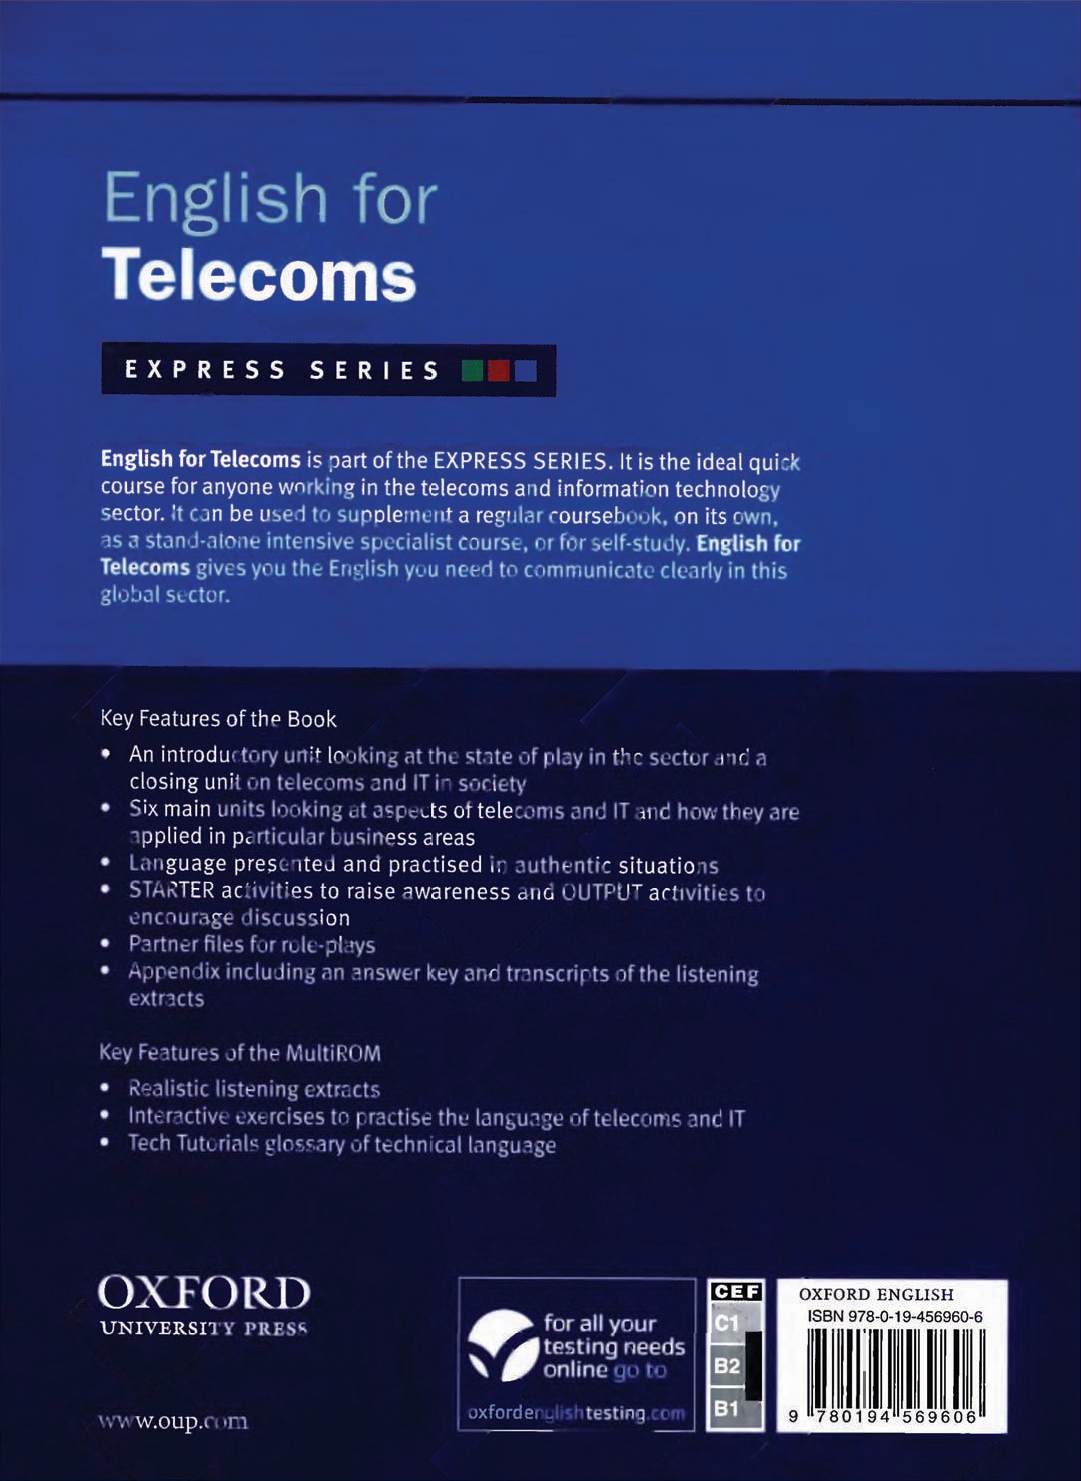 English for
Telecoms
EXPRESS SERIES
English for Telecoms is part of the EXPRESS SERIES. It is the ideal quick
course for anyone working in the telecoms and information technology
sector. It can be used to supplement a regular coursebook, on its own,
as a stand-alone intensive specialist course, or for self-study. English for
Telecoms gives you the English you need to communicate clearly in this
global sector.
Key Features of the Book
• An introductory unit looking at the state of play in the sector and a
closing unit on telecoms and IT in society
• Six main units looking at aspects of telecoms and IT and how they are
applied in particular business areas
• Language presented and practised in authentic situations
• STARTER activities to raise awareness and OUTPUT activities to
encourage discussion
• Partner files for role-plays
• Appendix including an answer key and transcripts of the listening
extracts
Key Features of the MultiROM
• Realistic listening extracts
• Interactive exercises to practise the language of telecoms and IT
• Tech Tutorials glossary of technical language
OXFORD
UNIVERSITY PRESS
www.oup.com
for all your
testing needs
online go to
oxfordenglishtesting.com
CEF
C1
B2
B1
OXFORD ENGLISH
ISBN 978-0-19-456960-6
9 780194 569606